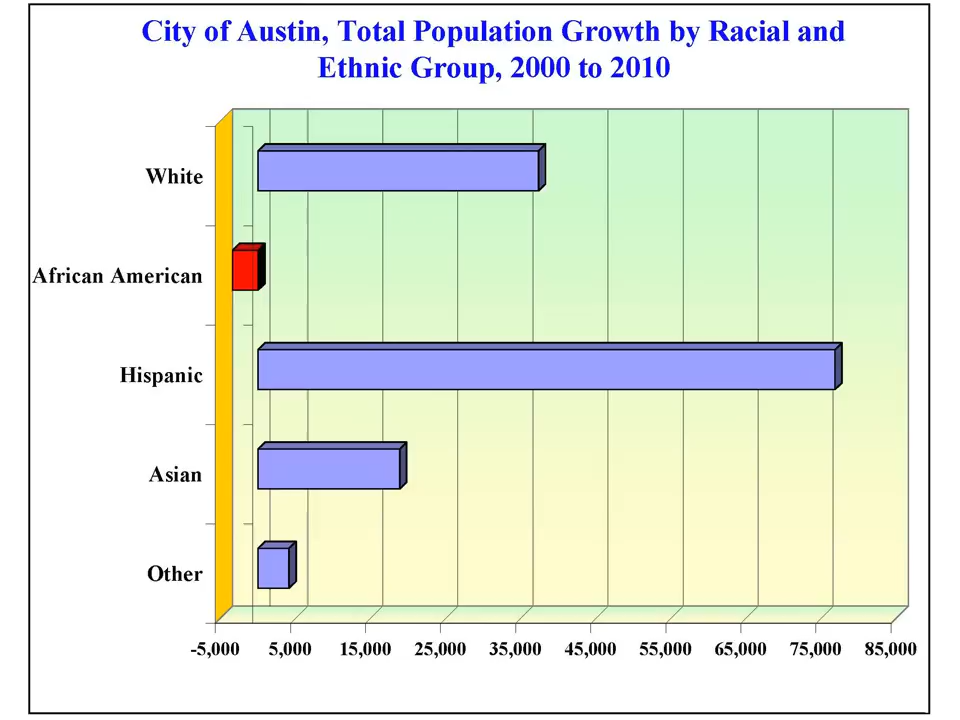 City of Austin, Total Population Growth by Racial and
Ethnic Group, 2000 to 2010
White
African American
Hispanic
Asian
Other
-5,000 5,000 15,000 25,000 35,000 45,000 55,000 65,000 75,000 85,000